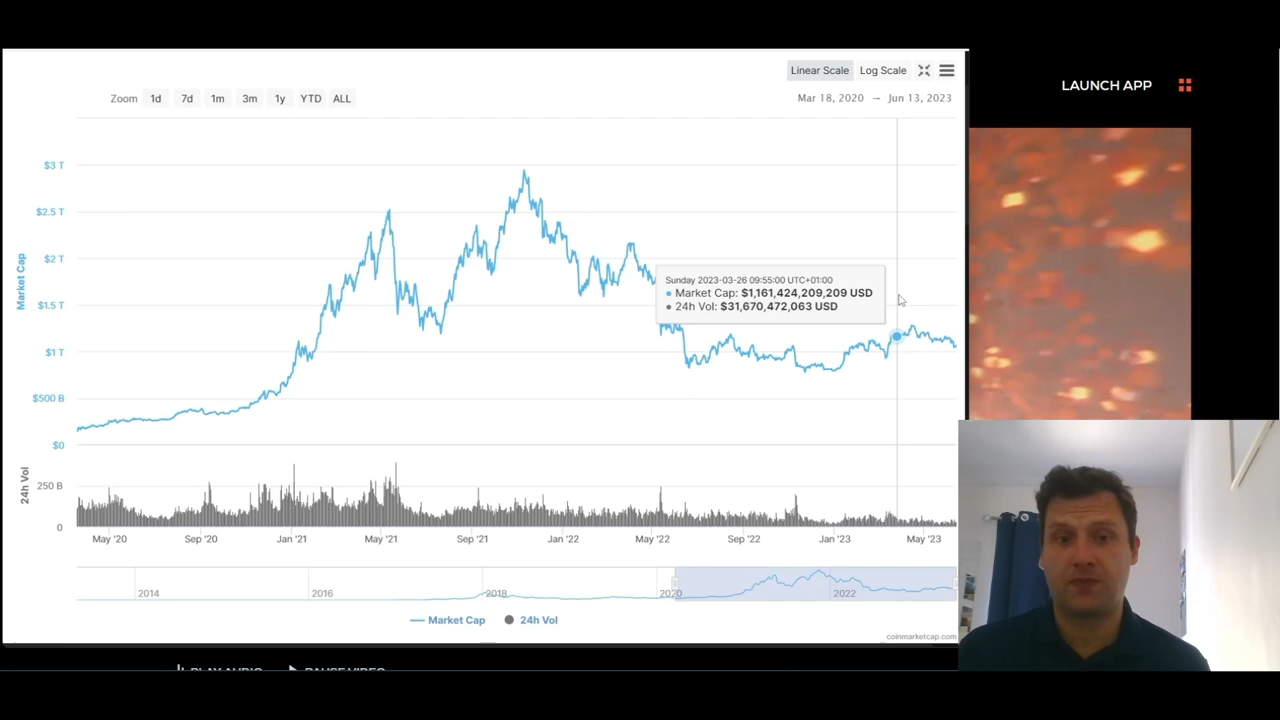 Linear Scale Log Scale
LAUNCH APP
Zoom 1d 7d 1m 3m 1y YTD ALL
Mar 18, 2020 → Jun 13, 2023
$3 T
$2.5 T
$2 T
$1.5 T
$1 T
$500 B
$0
Market Cap
Sunday 2023-03-26 09:55:00 UTC+01:00
● Market Cap: $1,161,424,209,209 USD
● 24h Vol: $31,670,472,063 USD
250 B
0
24h Vol
May '20 Sep '20 Jan '21 May '21 Sep '21 Jan '22 May '22 Sep '22 Jan '23 May '23
2014 2016 2018 2020 2022
Market Cap 24h Vol
coinmarketcap.com
PLAY AUDIO PAUSE VIDEO